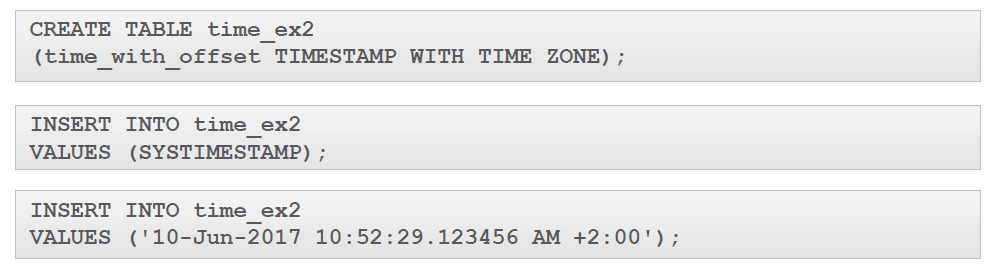 CREATE TABLE time_ex2
(time_with_offset TIMESTAMP WITH TIME ZONE);
INSERT INTO time_ex2
VALUES (SYSTIMESTAMP);
INSERT INTO time_ex2
VALUES ('10-Jun-2017 10:52:29.123456 AM +2:00');